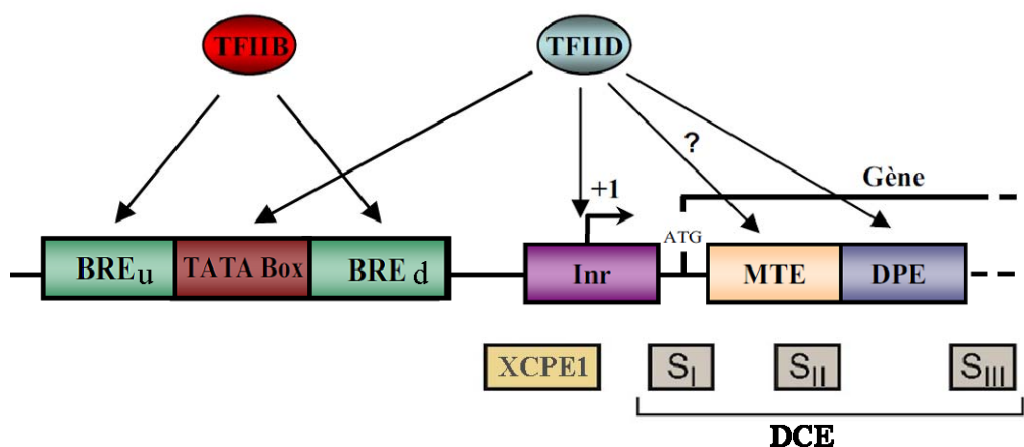 TFIIB
TFIID
?
+1
Gène
ATG
BREu
TATA Box
BRE d
Inr
MTE
DPE
XCPE1
SI
SII
SIII
DCE